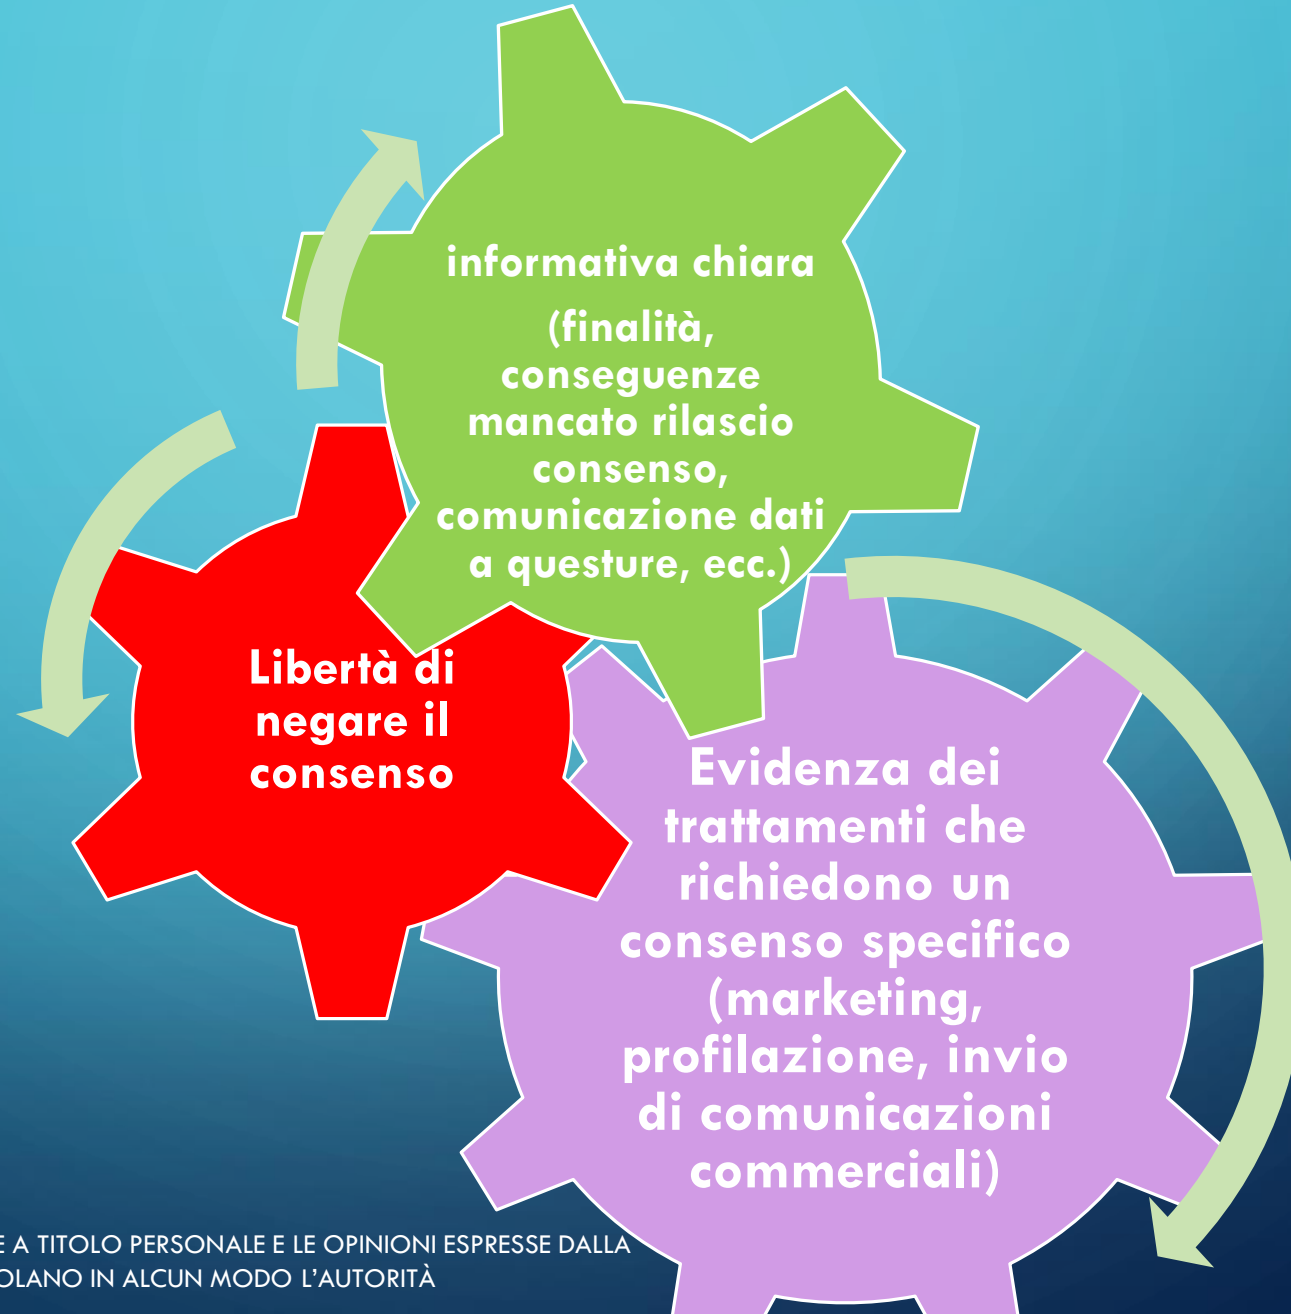 informativa chiara
(finalità,
conseguenze
mancato rilascio
consenso,
comunicazione dati
a questure, ecc.)
Libertà di
negare il
consenso
Evidenza dei
trattamenti che
richiedono un
consenso specifico
(marketing,
profilazione, invio
di comunicazioni
commerciali)
E A TITOLO PERSONALE E LE OPINIONI ESPRESSE DALLA
OLANO IN ALCUN MODO L’AUTORITÀ